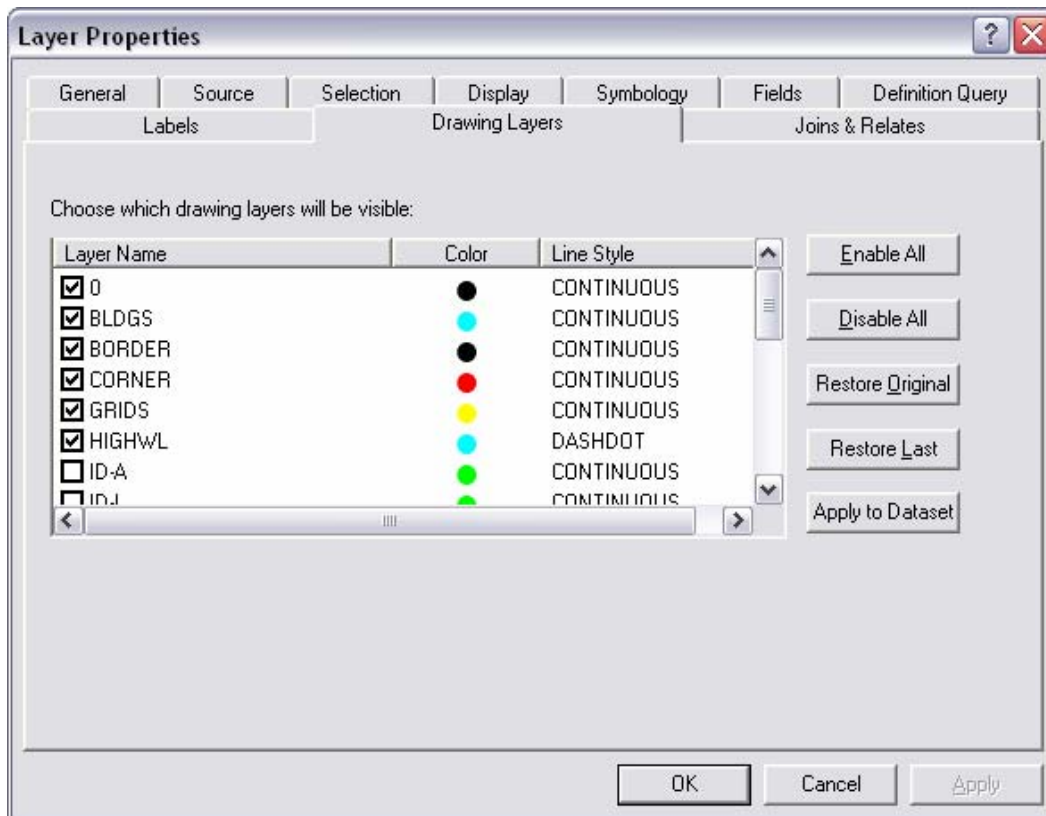 Layer Properties
General Source Selection Display Symbology Fields Definition Query
Labels Drawing Layers Joins & Relates
Choose which drawing layers will be visible:
Layer Name Color Line Style
0 CONTINUOUS
BLDGS CONTINUOUS
BORDER CONTINUOUS
CORNER CONTINUOUS
GRIDS CONTINUOUS
HIGHWL DASHDOT
ID-A CONTINUOUS
CONTINUOUS
Enable All
Disable All
Restore Original
Restore Last
Apply to Dataset
OK Cancel Apply